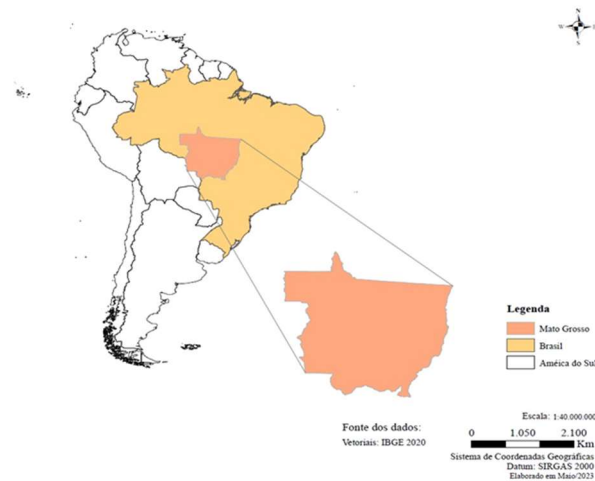 N
W
E
S
Legenda
Mato Grosso
Brasil
Améica do Sul
Escala: 1:40.000.000
0 1.050 2.100
Km
Fonte dos dados:
Vetoriais: IBGE 2020
Sistema de Coordenadas Geográficas
Datum: SIRGAS 2000
Elaborado em Maio/2023